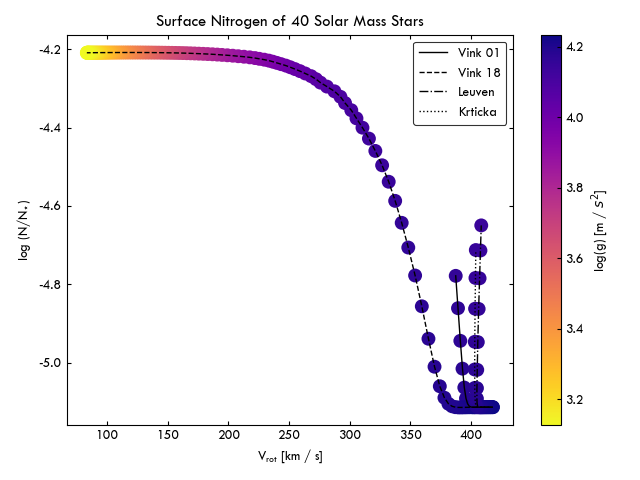 Surface Nitrogen of 40 Solar Mass Stars
Vink 01
Vink 18
Leuven
Krticka
-4.2
-4.4
-4.6
-4.8
-5.0
log (N/N⋆)
100
150
200
250
300
350
400
V_rot [km / s]
4.2
4.0
3.8
3.6
3.4
3.2
log(g) [m / s²]